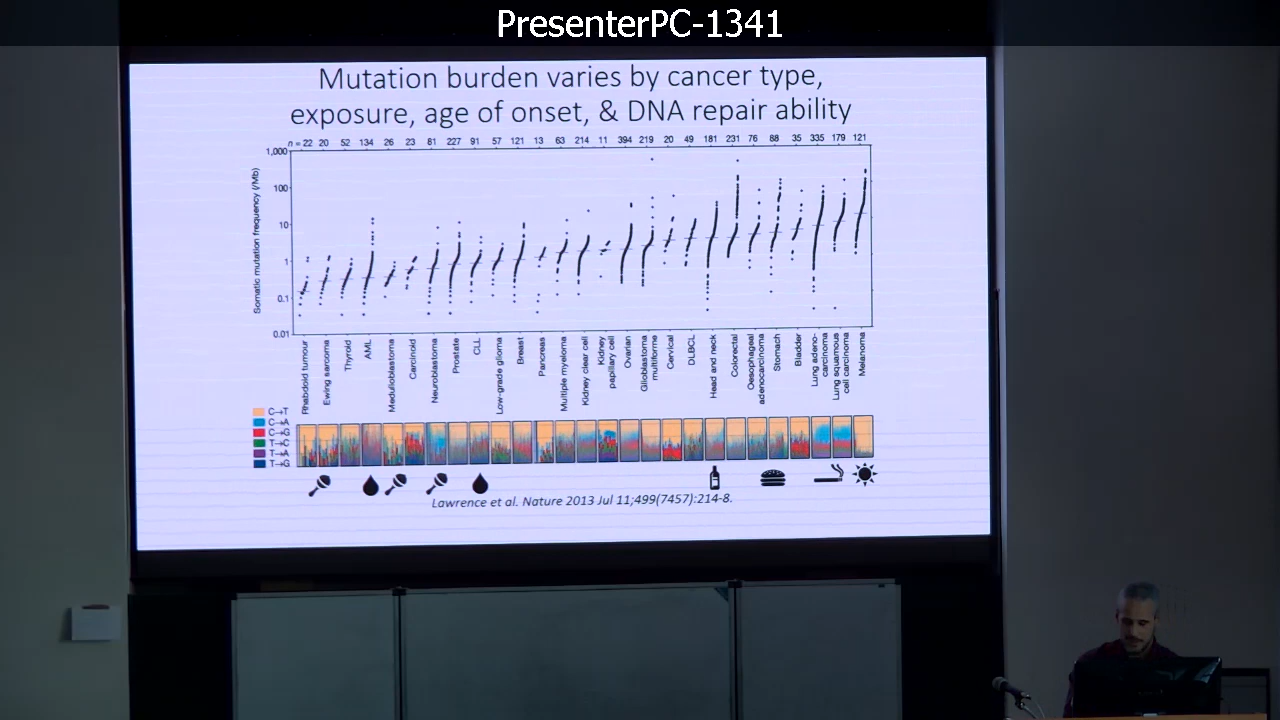 PresenterPC-1341
Mutation burden varies by cancer type,
exposure, age of onset, & DNA repair ability
n = 22 20 52 134 26 23 81 227 91 57 121 13 63 214 11 394 219 20 49 181 231 76 88 35 335 179 121
Somatic mutation frequency (/Mb)
1,000
100
10
1
0.1
0.01
Rhabdoid tumour
Ewing sarcoma
Thyroid
AML
Medulloblastoma
Carcinoid
Neuroblastoma
Prostate
CLL
Low-grade glioma
Breast
Pancreas
Multiple myeloma
Kidney clear cell
Kidney
papillary cell
Ovarian
Glioblastoma
multiforme
Cervical
DLBCL
Head and neck
Colorectal
Oesophageal
adenocarcinoma
Stomach
Bladder
Lung adeno-
carcinoma
Lung squamous
cell carcinoma
Melanoma
C→T
C→A
C→G
T→C
T→A
T→G
Lawrence et al. Nature 2013 Jul 11;499(7457):214-8.